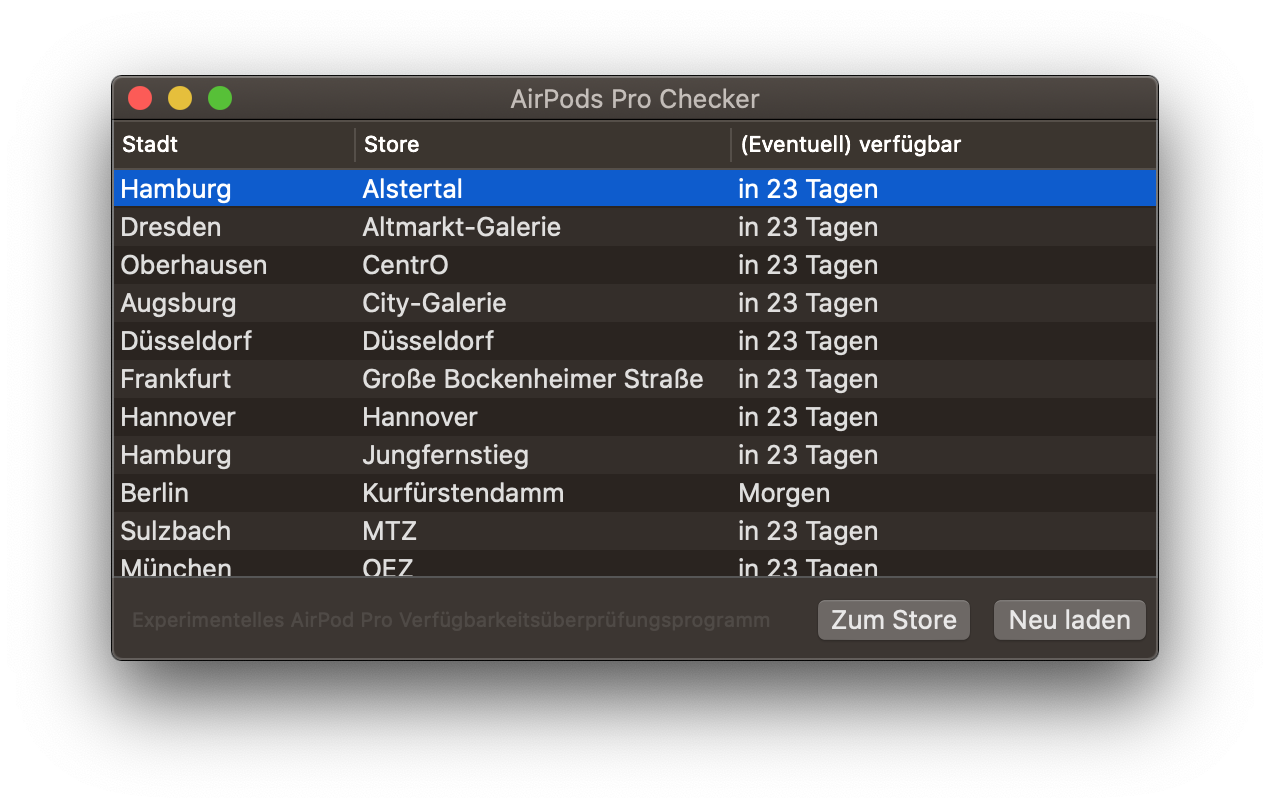 AirPods Pro Checker
Stadt Store (Eventuell) verfügbar
Hamburg Alstertal in 23 Tagen
Dresden Altmarkt-Galerie in 23 Tagen
Oberhausen CentrO in 23 Tagen
Augsburg City-Galerie in 23 Tagen
Düsseldorf Düsseldorf in 23 Tagen
Frankfurt Große Bockenheimer Straße in 23 Tagen
Hannover Hannover in 23 Tagen
Hamburg Jungfernstieg in 23 Tagen
Berlin Kurfürstendamm Morgen
Sulzbach MTZ in 23 Tagen
München OEZ in 23 Tagen
Experimentelles AirPod Pro Verfügbarkeitsüberprüfungsprogramm Zum Store Neu laden